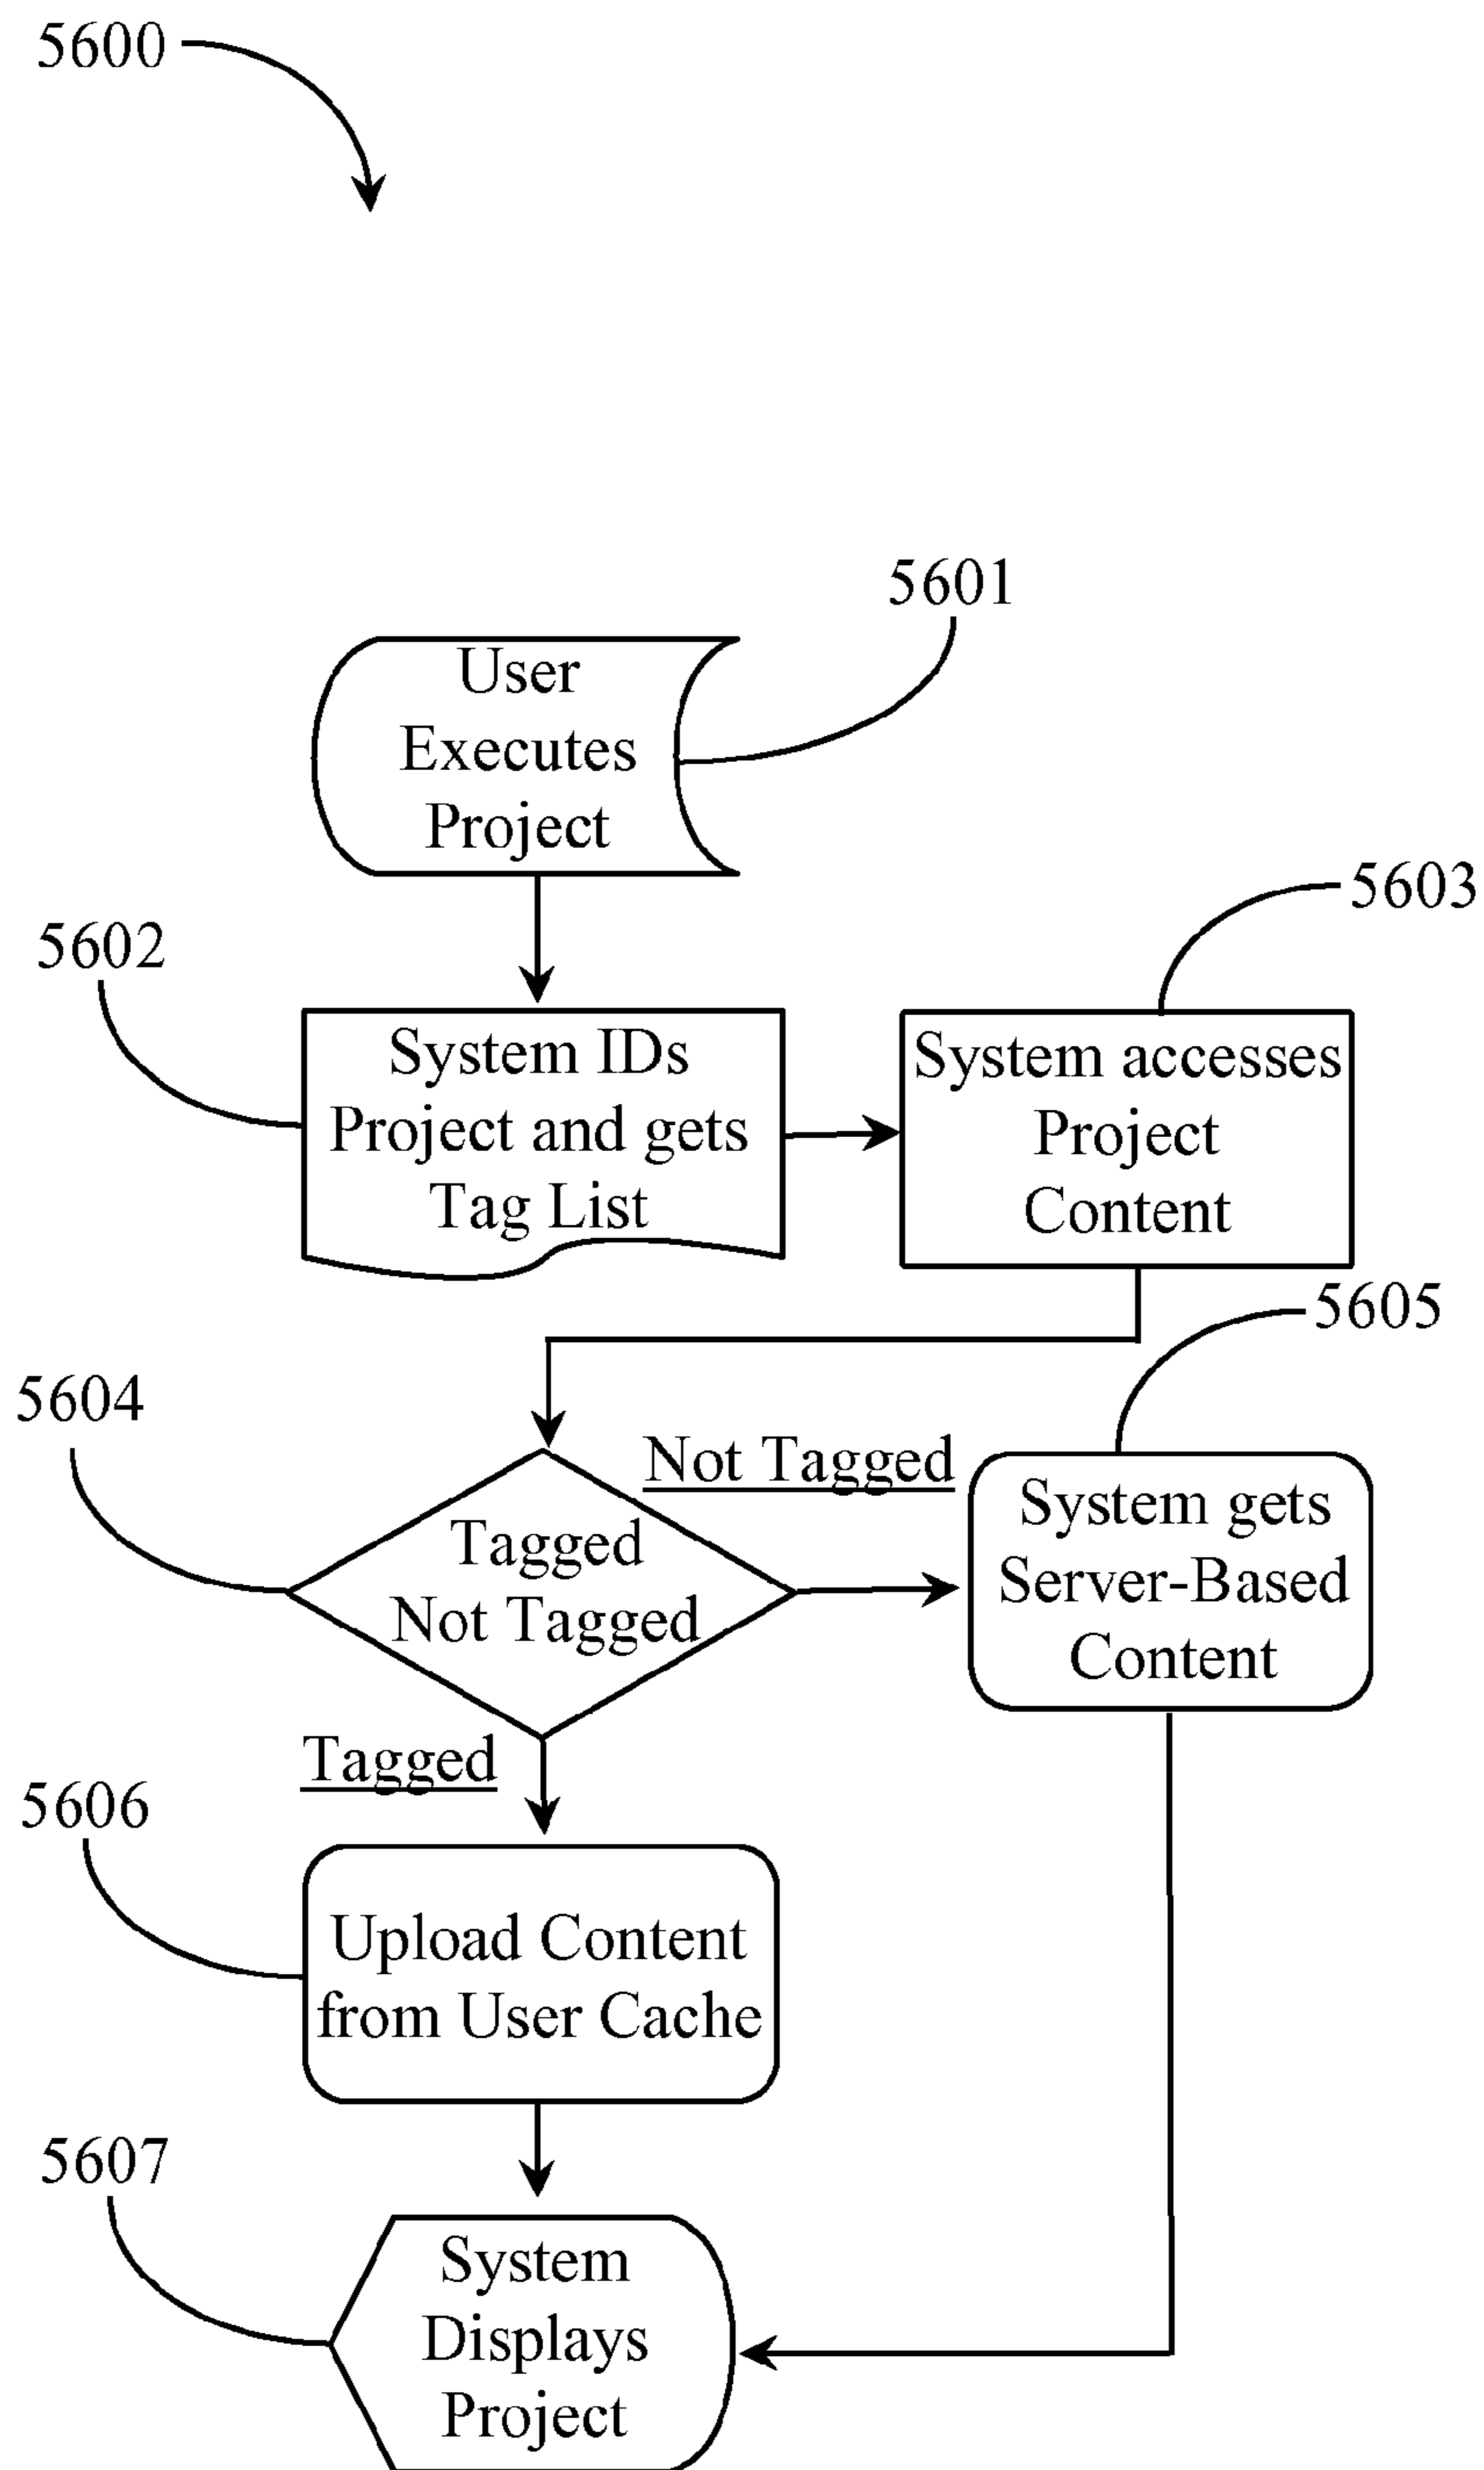 5600
5601
User
Executes
Project
5603
5602
System IDs
Project and gets
Tag List
System accesses
Project
Content
5605
5604
Not Tagged
Tagged
Not Tagged
System gets
Server-Based
Content
Tagged
5606
Upload Content
from User Cache
5607
System
Displays
Project